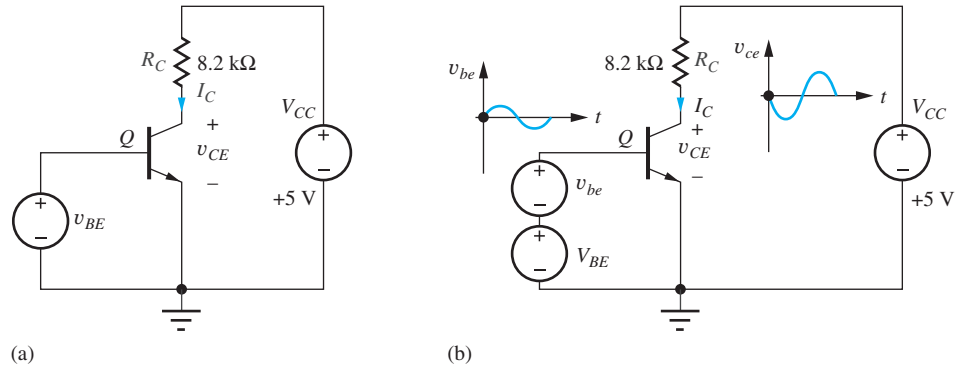 R_C 8.2 kΩ
I_C
+
Q
v_CE
−
V_CC
+
−
+5 V
+
v_BE
−
(a)
v_be
t
8.2 kΩ R_C
I_C
+
Q
v_CE
−
+
v_be
−
+
V_BE
−
v_ce
t
V_CC
+
−
+5 V
(b)